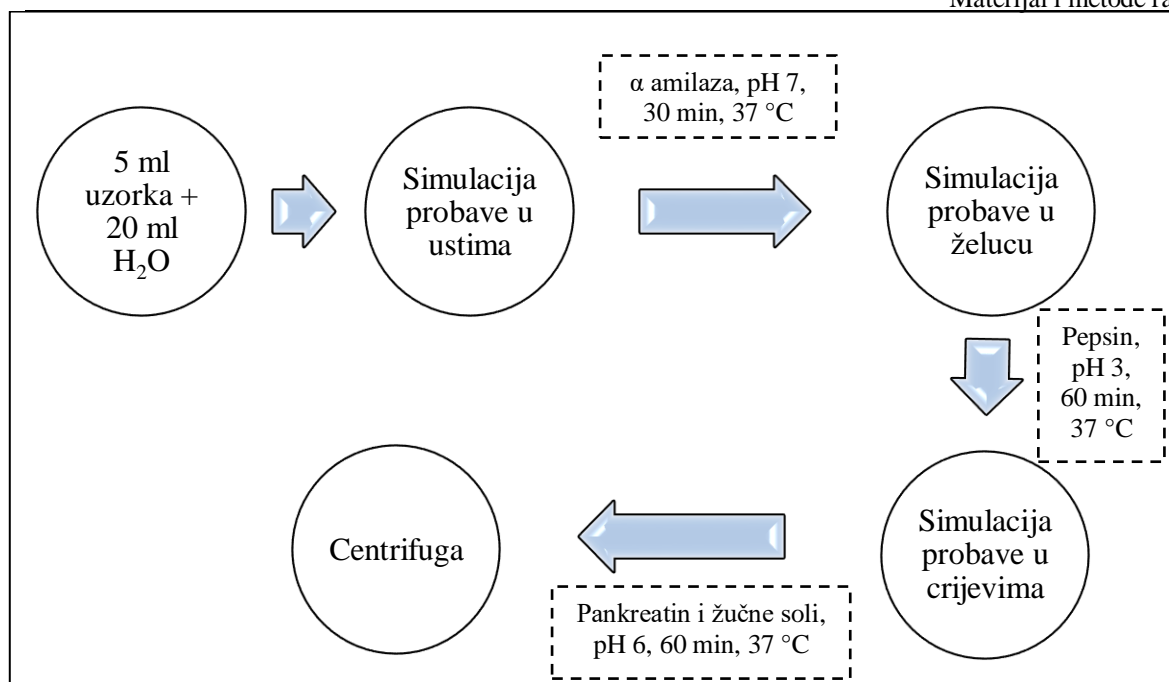 Materijal i metode ra
5 ml
uzorka +
20 ml
H₂O
Simulacija
probave u
ustima
α amilaza, pH 7,
30 min, 37 °C
Simulacija
probave u
želucu
Pepsin,
pH 3,
60 min,
37 °C
Simulacija
probave u
crijevima
Pankreatin i žučne soli,
pH 6, 60 min, 37 °C
Centrifuga